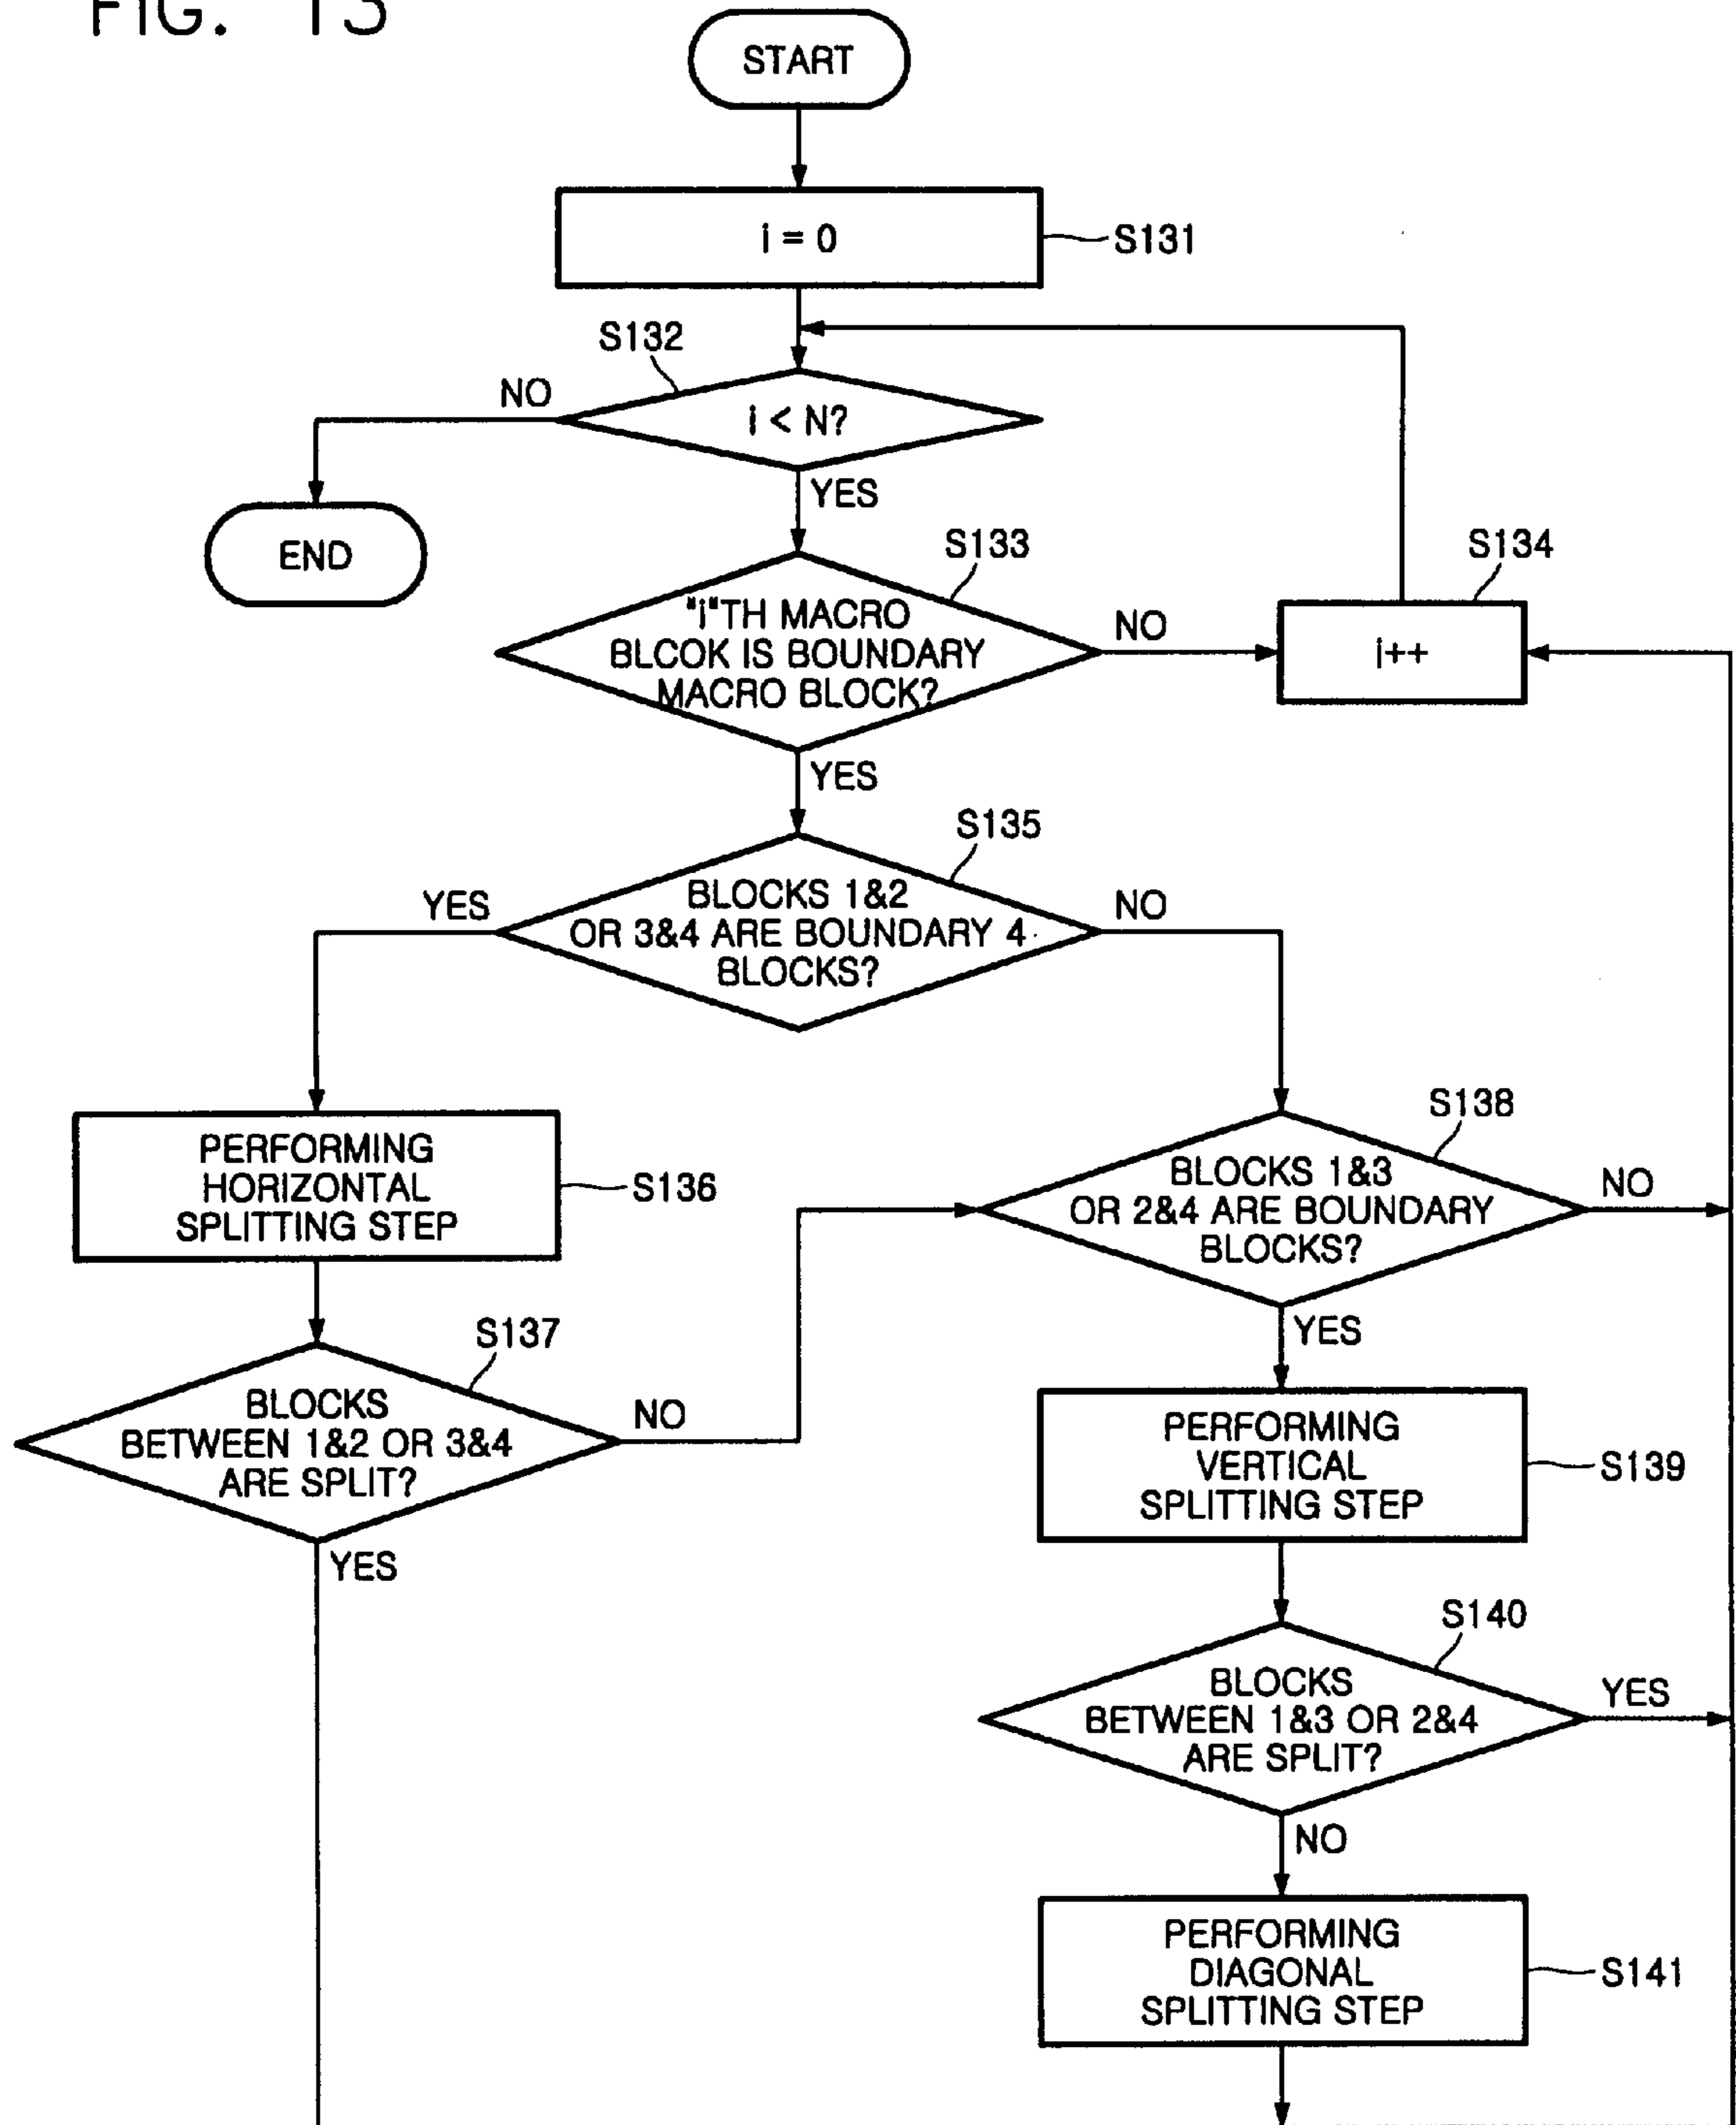 FIG. 13
START
i = 0
S131
S132
NO
i < N?
YES
END
S133
S134
"i"TH MACRO
BLCOK IS BOUNDARY
MACRO BLOCK?
NO
i++
YES
S135
YES
BLOCKS 1&2
OR 3&4 ARE BOUNDARY 4
BLOCKS?
NO
S138
PERFORMING
HORIZONTAL
SPLITTING STEP
S136
BLOCKS 1&3
OR 2&4 ARE BOUNDARY
BLOCKS?
NO
YES
S137
BLOCKS
BETWEEN 1&2 OR 3&4
ARE SPLIT?
NO
YES
PERFORMING
VERTICAL
SPLITTING STEP
S139
S140
BLOCKS
BETWEEN 1&3 OR 2&4
ARE SPLIT?
YES
NO
PERFORMING
DIAGONAL
SPLITTING STEP
S141